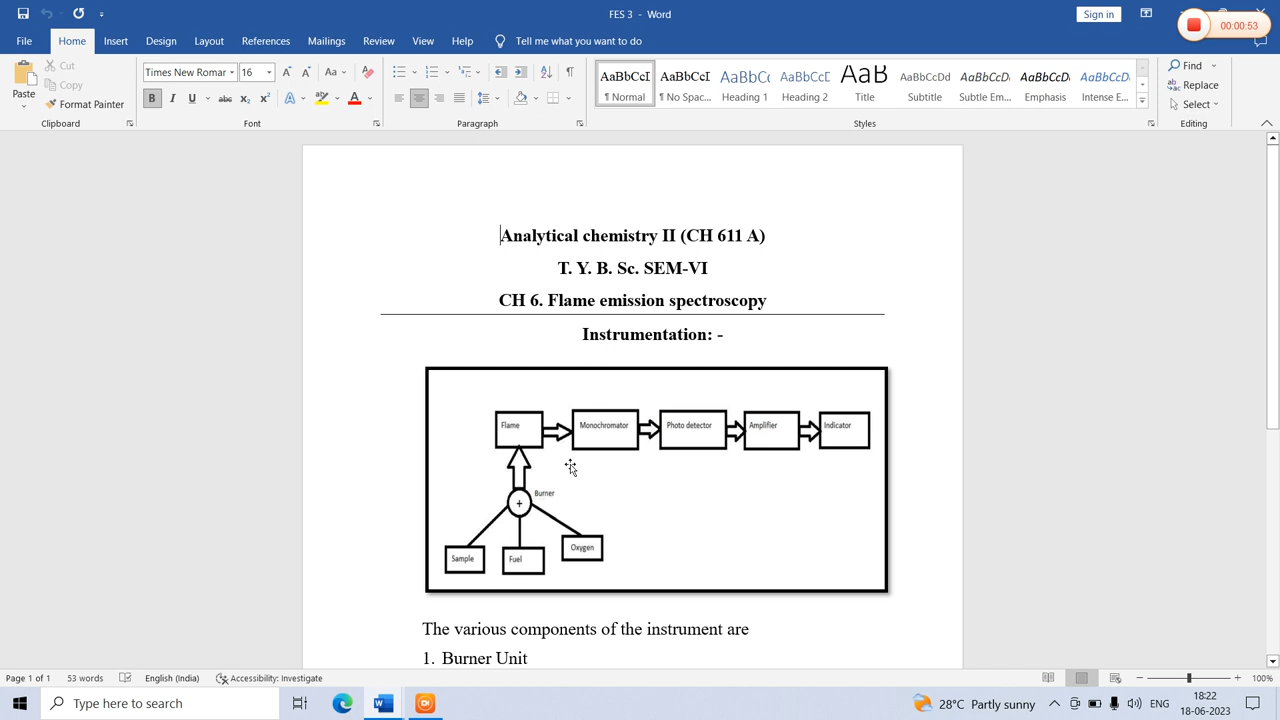 FES 3 - Word
Sign in
00:00:53
File Home Insert Design Layout References Mailings Review View Help Tell me what you want to do
Paste
Cut
Copy
Format Painter
Clipboard
Times New Romar 16
Font
Paragraph
AaBbCcI AaBbCcI AaBbC( AaBbCcI AaB AaBbCcDd AaBbCcDı AaBbCcDı AaBbCcDı
¶ Normal ¶ No Spac... Heading 1 Heading 2 Title Subtitle Subtle Em... Emphasis Intense E...
Styles
Find
Replace
Select
Editing
Analytical chemistry II (CH 611 A)
T. Y. B. Sc. SEM-VI
CH 6. Flame emission spectroscopy
Instrumentation: -
Flame Monochromator Photo detector Amplifier Indicator
Burner
Sample Fuel Oxygen
The various components of the instrument are
1. Burner Unit
Page 1 of 1 53 words English (India) Accessibility: Investigate 100%
Type here to search
28°C Partly sunny ENG
18:22
18-06-2023